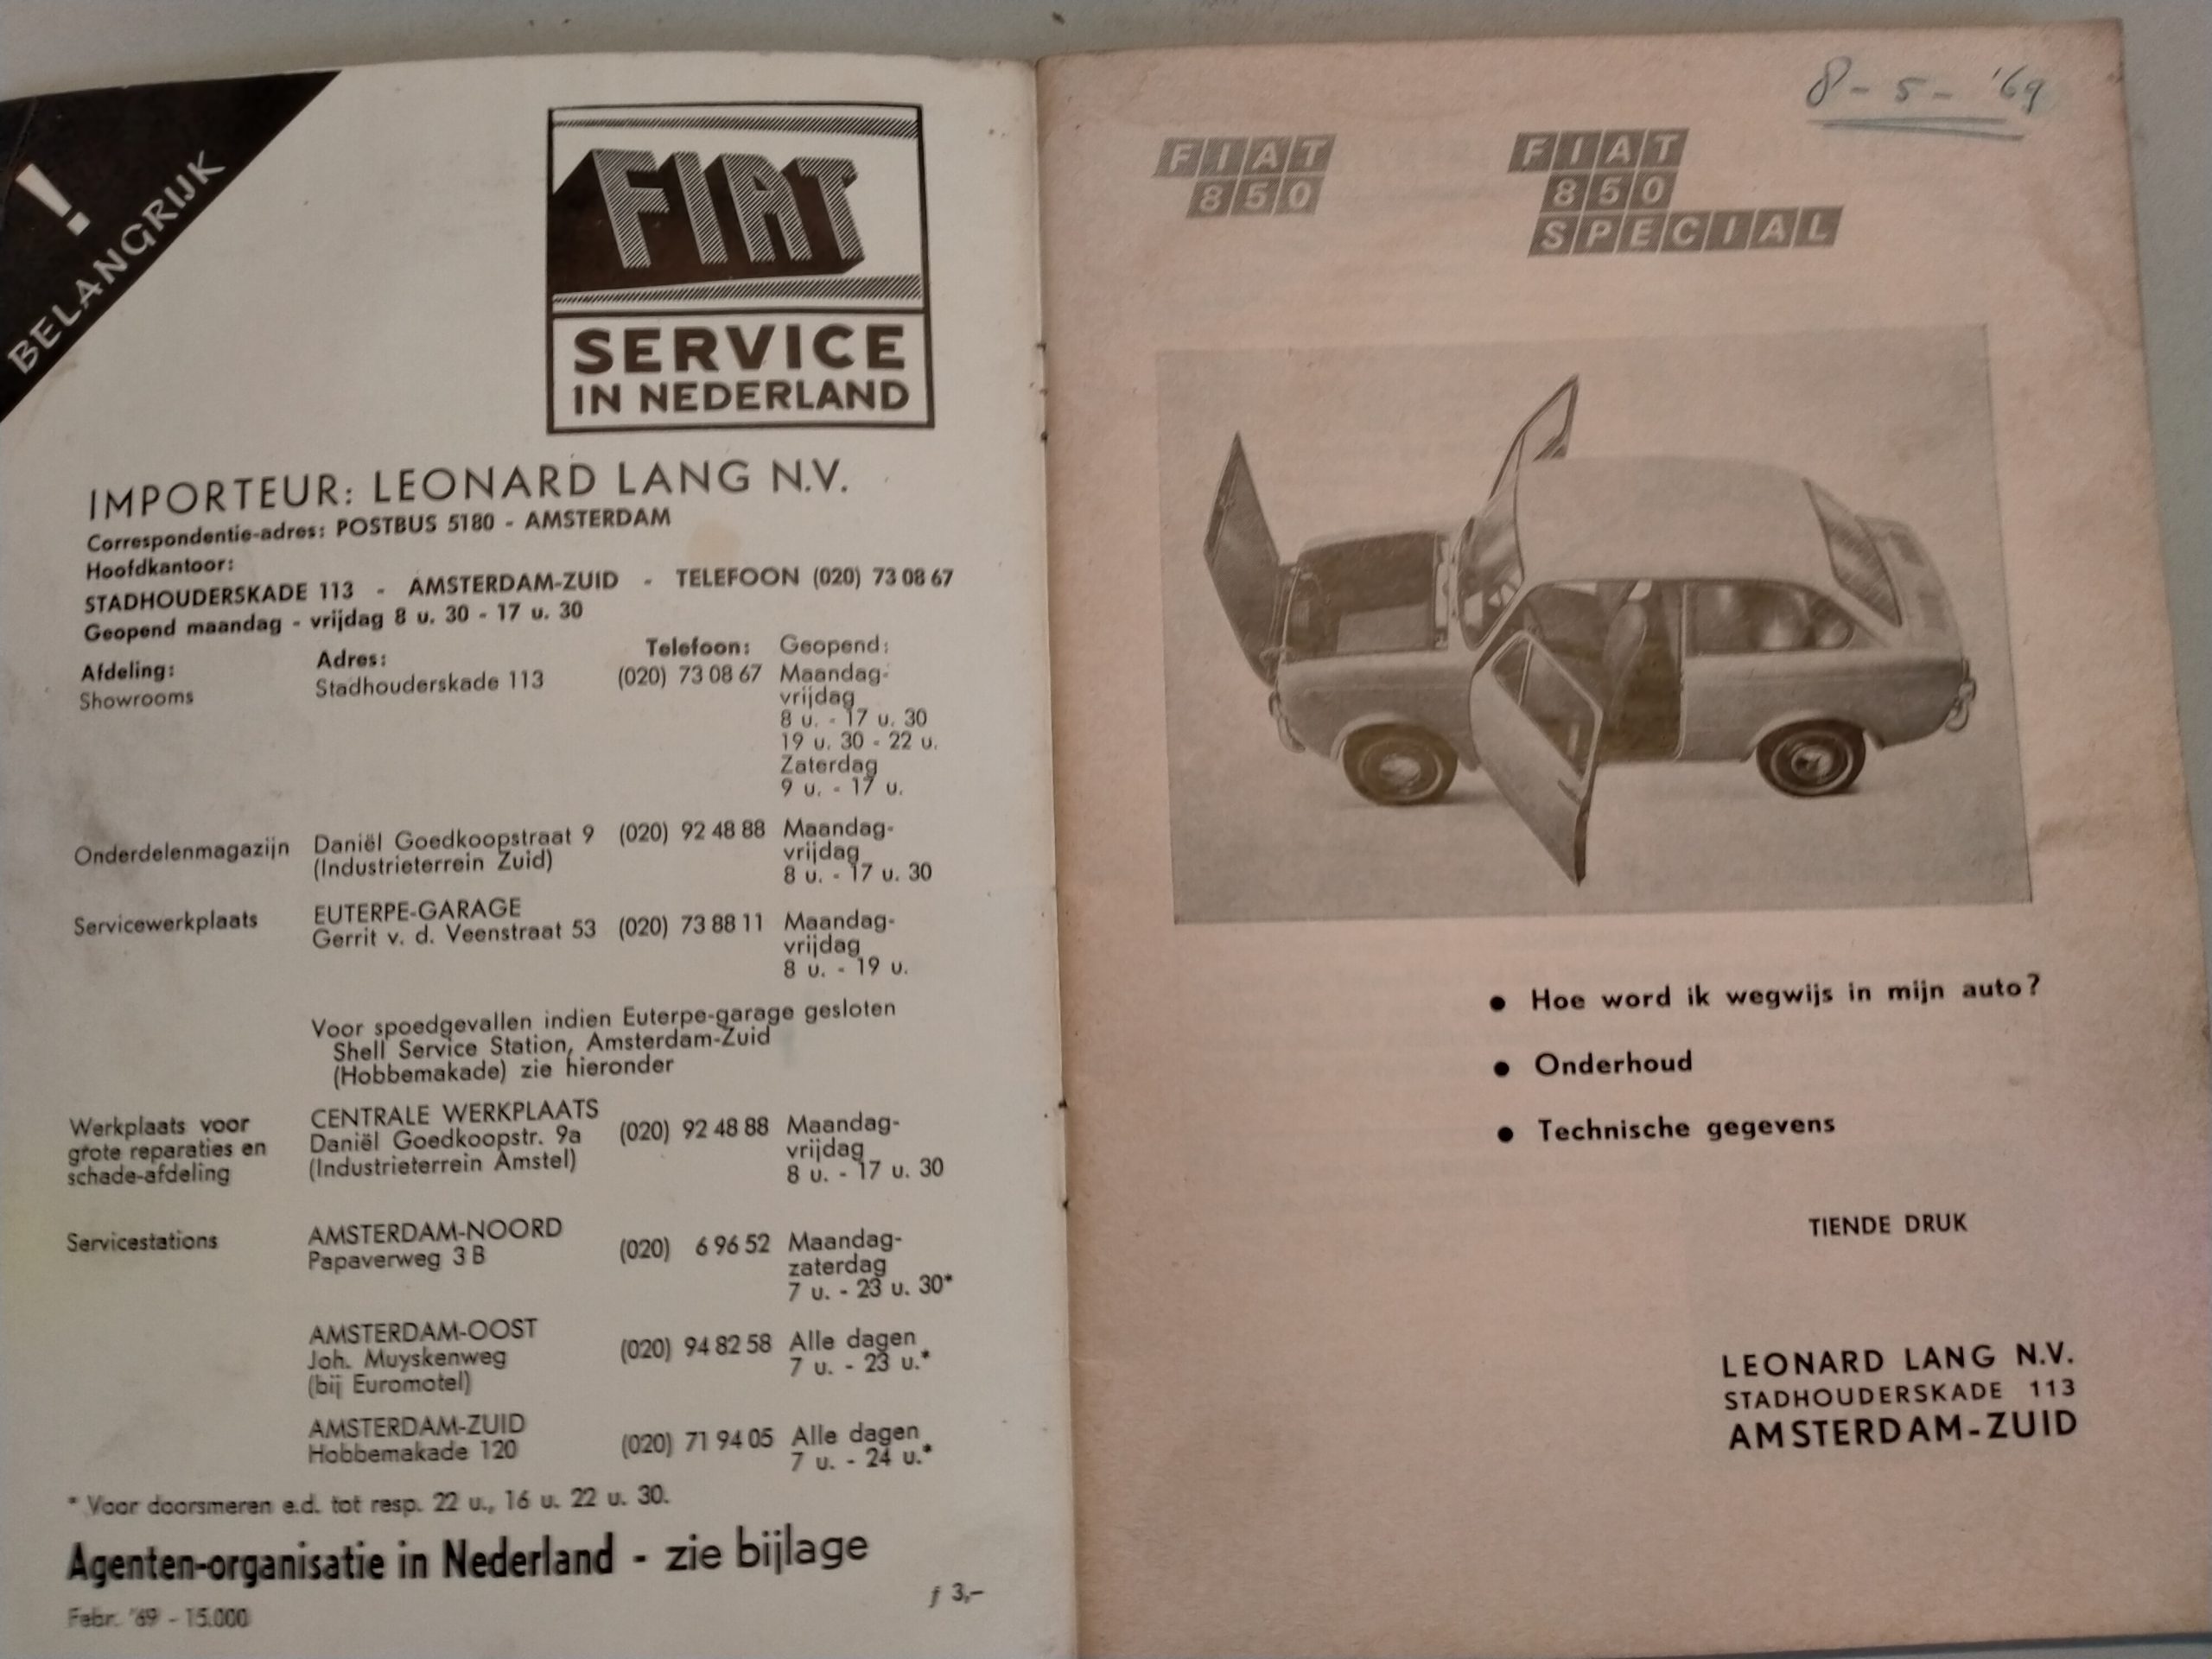 ! BELANGRIJK
FIAT
SERVICE
IN NEDERLAND
IMPORTEUR: LEONARD LANG N.V.
Correspondentie-adres: POSTBUS 5180 - AMSTERDAM
Hoofdkantoor:
STADHOUDERSKADE 113 - AMSTERDAM-ZUID - TELEFOON (020) 73 08 67
Geopend maandag - vrijdag 8 u. 30 - 17 u. 30
Afdeling: Adres: Telefoon: Geopend:
Showrooms Stadhouderskade 113 (020) 73 08 67 Maandag-
vrijdag
8 u. - 17 u. 30
19 u. 30 - 22 u.
Zaterdag
9 u. - 17 u.
Onderdelenmagazijn Daniël Goedkoopstraat 9 (020) 92 48 88 Maandag-
(Industrieterrein Zuid) vrijdag
8 u. - 17 u. 30
Servicewerkplaats EUTERPE-GARAGE
Gerrit v. d. Veenstraat 53 (020) 73 88 11 Maandag-
vrijdag
8 u. - 19 u.
Voor spoedgevallen indien Euterpe-garage gesloten
Shell Service Station, Amsterdam-Zuid
(Hobbemakade) zie hieronder
Werkplaats voor CENTRALE WERKPLAATS
grote reparaties en Daniël Goedkoopstr. 9a (020) 92 48 88 Maandag-
schade-afdeling (Industrieterrein Amstel) vrijdag
8 u. - 17 u. 30
Servicestations AMSTERDAM-NOORD
Papaverweg 3 B (020) 6 96 52 Maandag-
zaterdag
7 u. - 23 u. 30*
AMSTERDAM-OOST
Joh. Muyskenweg (020) 94 82 58 Alle dagen
(bij Euromotel) 7 u. - 23 u.*
AMSTERDAM-ZUID
Hobbemakade 120 (020) 71 94 05 Alle dagen
7 u. - 24 u.*
* Voor doorsmeren e.d. tot resp. 22 u., 16 u. 22 u. 30.
Agenten-organisatie in Nederland - zie bijlage
f 3,–
Febr. '69 - 15.000
8 - 5 - '69
FIAT
850
FIAT
850
SPECIAL
● Hoe word ik wegwijs in mijn auto?
● Onderhoud
● Technische gegevens
TIENDE DRUK
LEONARD LANG N.V.
STADHOUDERSKADE 113
AMSTERDAM-ZUID